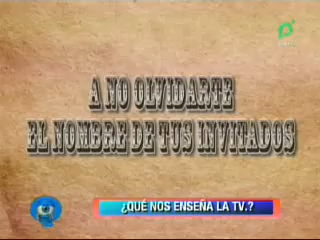 A NO OLVIDARTE
EL NOMBRE DE TUS INVITADOS
¿QUÉ NOS ENSEÑA LA TV.?